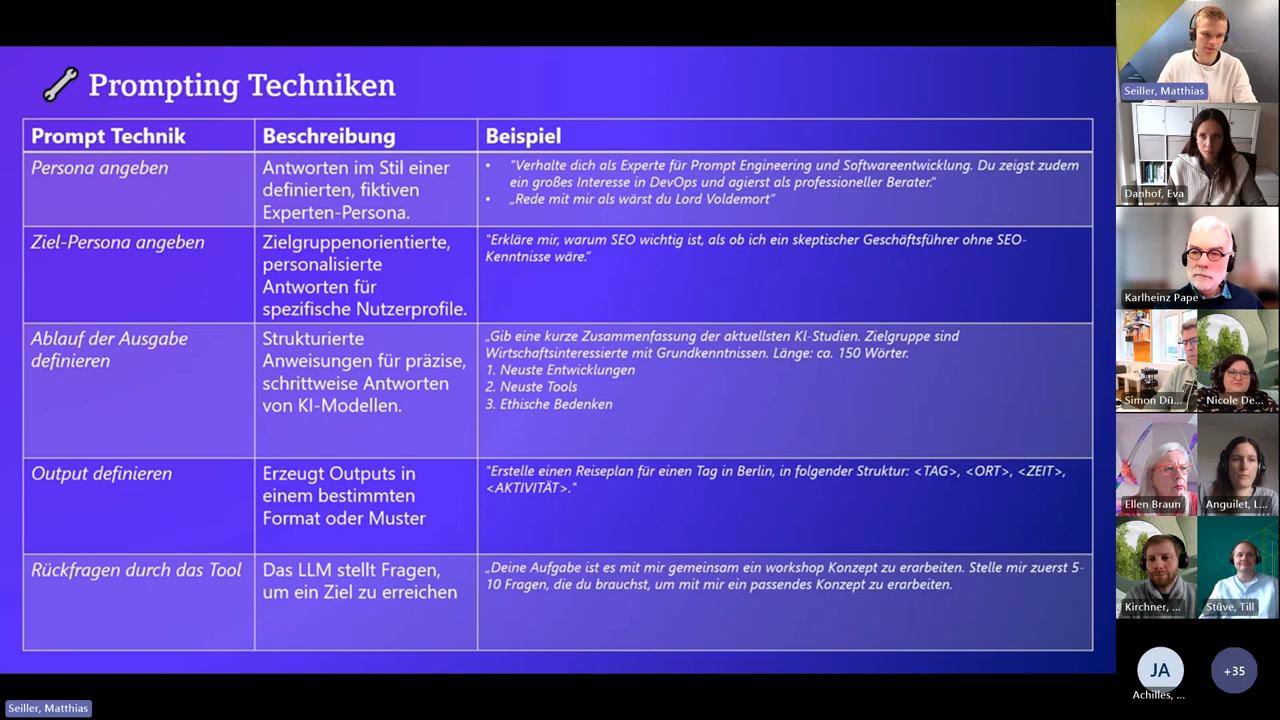 Prompting Techniken
Prompt Technik
Beschreibung
Beispiel
Persona angeben
Antworten im Stil einer
definierten, fiktiven
Experten-Persona.
• "Verhalte dich als Experte für Prompt Engineering und Softwareentwicklung. Du zeigst zudem
ein großes Interesse in DevOps und agierst als professioneller Berater.“
• „Rede mit mir als wärst du Lord Voldemort“
Ziel-Persona angeben
Zielgruppenorientierte,
personalisierte
Antworten für
spezifische Nutzerprofile.
"Erkläre mir, warum SEO wichtig ist, als ob ich ein skeptischer Geschäftsführer ohne SEO-
Kenntnisse wäre.“
Ablauf der Ausgabe
definieren
Strukturierte
Anweisungen für präzise,
schrittweise Antworten
von KI-Modellen.
„Gib eine kurze Zusammenfassung der aktuellsten KI-Studien. Zielgruppe sind
Wirtschaftsinteressierte mit Grundkenntnissen. Länge: ca. 150 Wörter.
1. Neuste Entwicklungen
2. Neuste Tools
3. Ethische Bedenken
Output definieren
Erzeugt Outputs in
einem bestimmten
Format oder Muster
"Erstelle einen Reiseplan für einen Tag in Berlin, in folgender Struktur: <TAG>, <ORT>, <ZEIT>,
<AKTIVITÄT>."
Rückfragen durch das Tool
Das LLM stellt Fragen,
um ein Ziel zu erreichen
„Deine Aufgabe ist es mit mir gemeinsam ein workshop Konzept zu erarbeiten. Stelle mir zuerst 5-
10 Fragen, die du brauchst, um mit mir ein passendes Konzept zu erarbeiten.
Seiller, Matthias
Seiller, Matthias
Danhof, Eva
Karlheinz Pape
Simon Dü...
Nicole De...
Ellen Braun
Anguilet, L...
Kirchner, ...
Stüve, Till
JA
Achilles, ...
+35